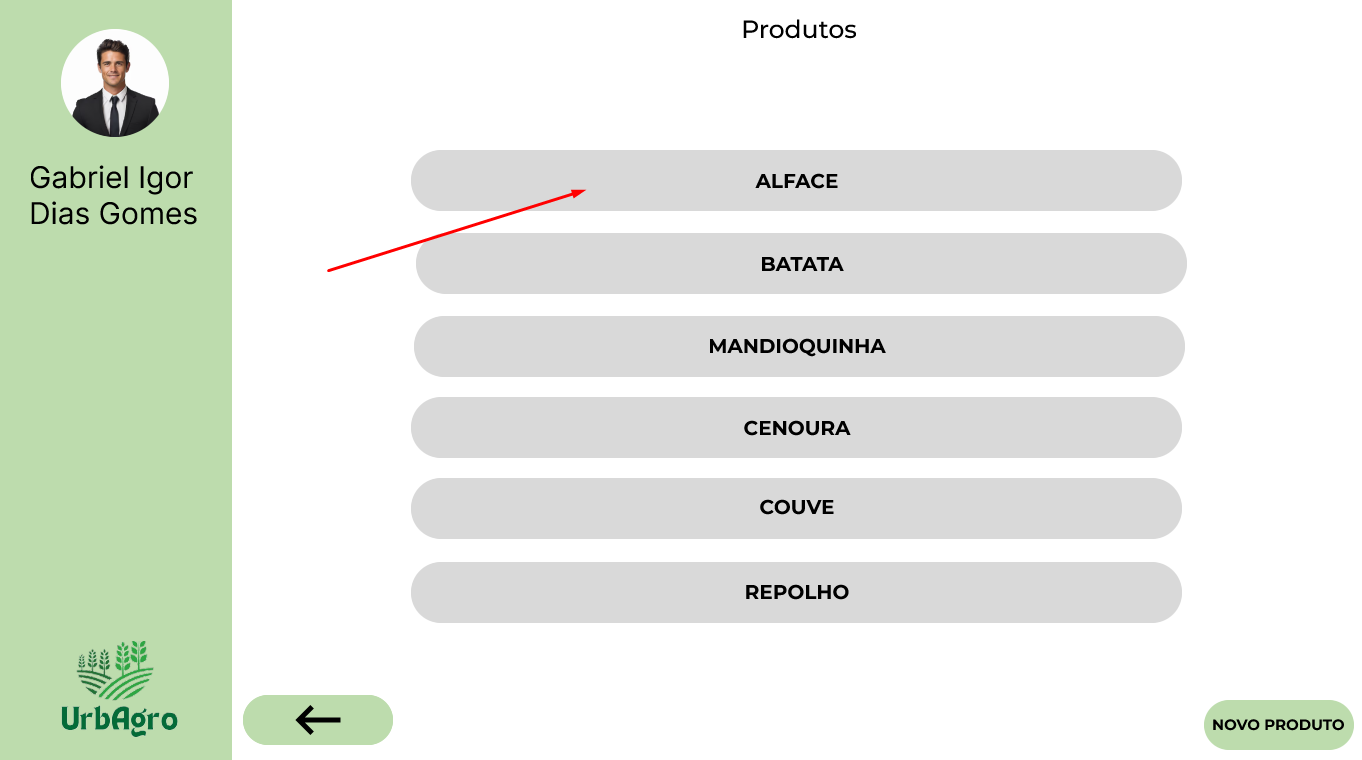 Produtos
Gabriel Igor
Dias Gomes
ALFACE
BATATA
MANDIOQUINHA
CENOURA
COUVE
REPOLHO
UrbAgro
NOVO PRODUTO